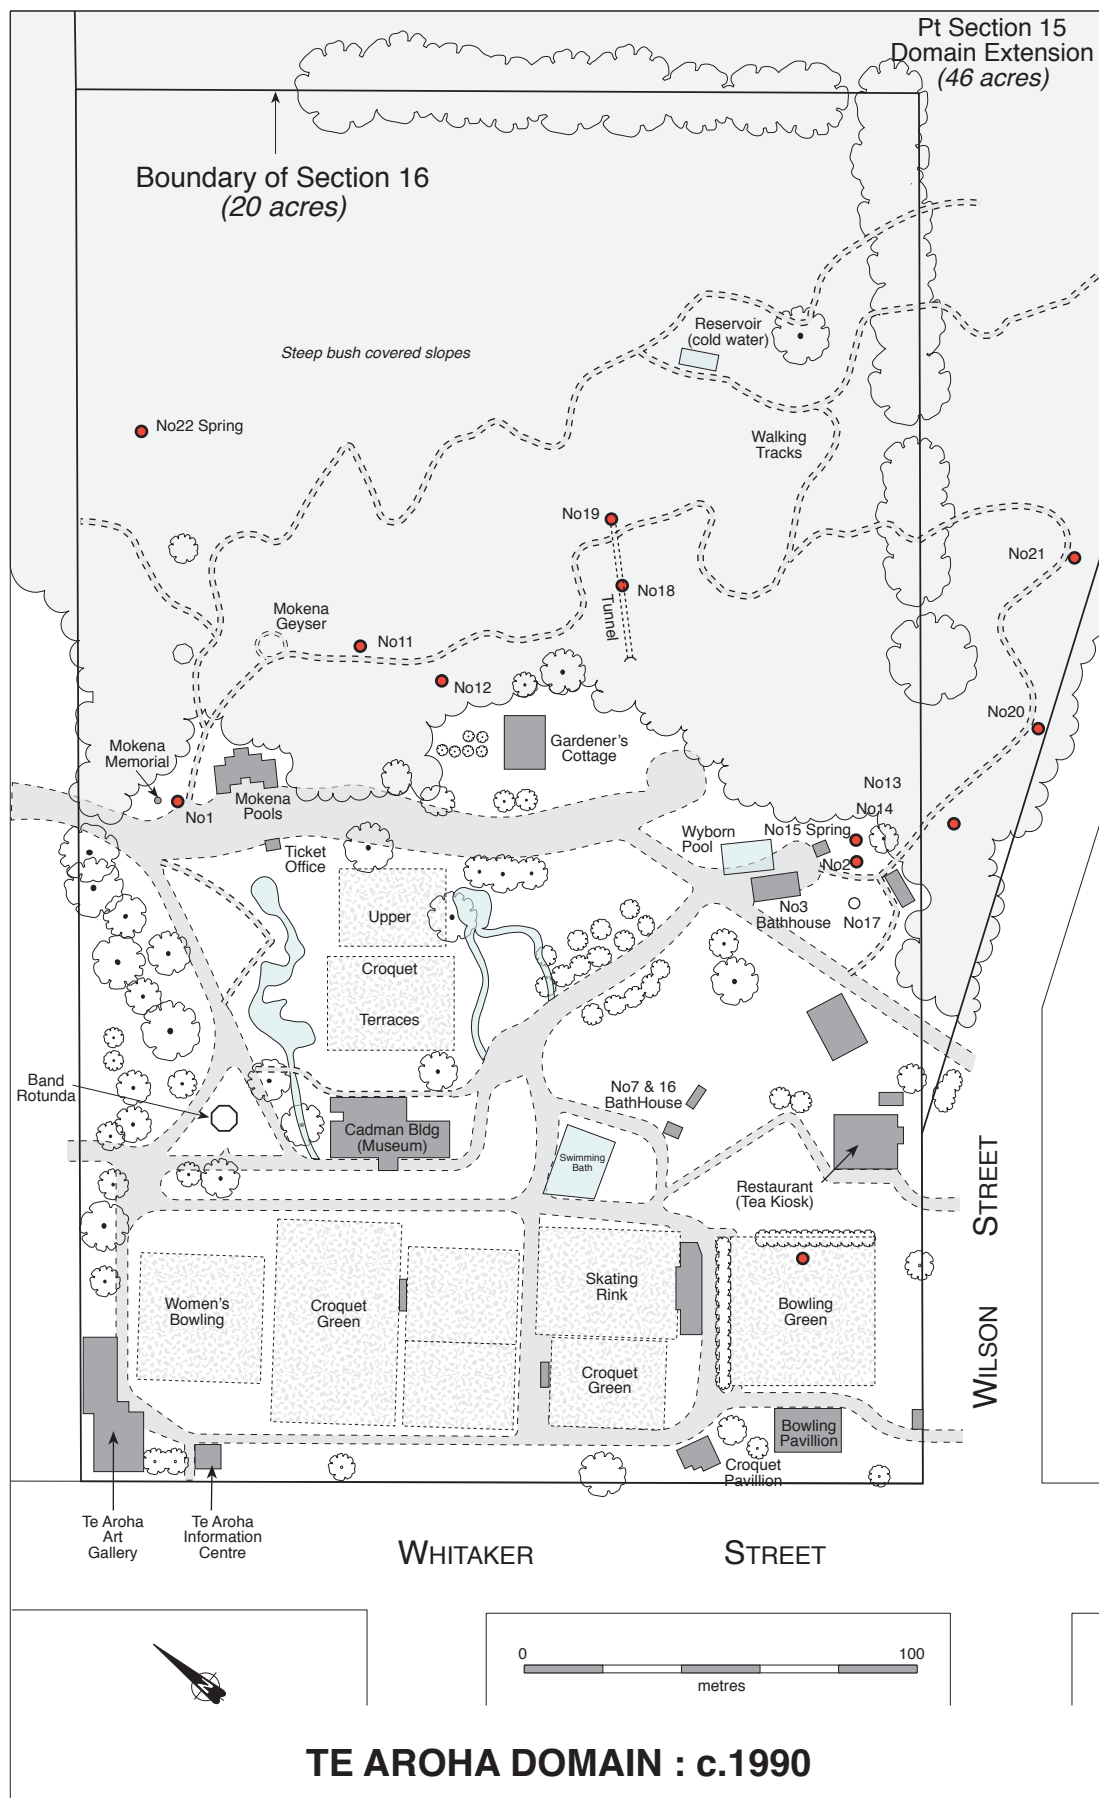 Pt Section 15
Domain Extension
(46 acres)
Boundary of Section 16
(20 acres)
Reservoir
(cold water)
Steep bush covered slopes
No22 Spring
Walking
Tracks
No19
No21
No18
Tunnel
Mokena
Geyser
No11
No12
No20
Gardener's
Cottage
Mokena
Memorial
No13
No14
Mokena
Pools
No1
Wyborn
Pool
No15 Spring
No2
Ticket
Office
No3
Bathhouse
No17
Upper
Croquet
Terraces
Band
Rotunda
No7 & 16
BathHouse
Cadman Bldg
(Museum)
Swimming
Bath
Restaurant
(Tea Kiosk)
WILSON STREET
Women's
Bowling
Croquet
Green
Skating
Rink
Bowling
Green
Croquet
Green
Bowling
Pavillion
Croquet
Pavillion
Te Aroha
Art
Gallery
Te Aroha
Information
Centre
WHITAKER STREET
N
0 100
metres
TE AROHA DOMAIN : c.1990